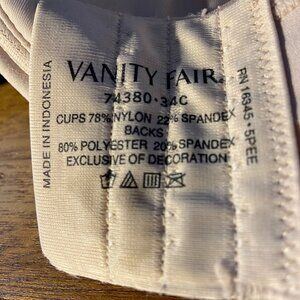 VANITY FAIR
74380·34C
CUPS 78% NYLON 22% SPANDEX
BACKS
80% POLYESTER 20% SPANDEX
EXCLUSIVE OF DECORATION
MADE IN INDONESIA
RN 16345·5PEE